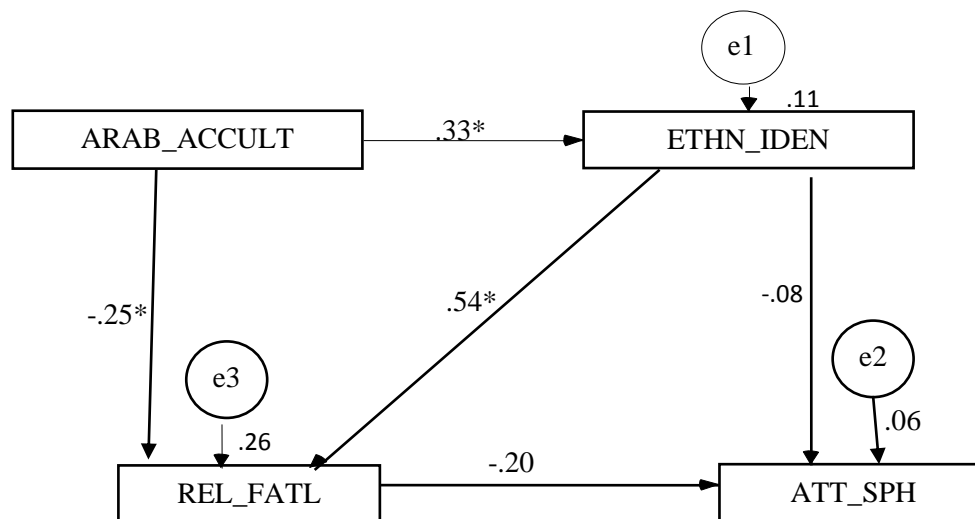 e1
.11
ARAB_ACCULT
.33*
ETHN_IDEN
-.25*
.54*
-.08
e3
e2
.26
.06
-.20
REL_FATL
ATT_SPH